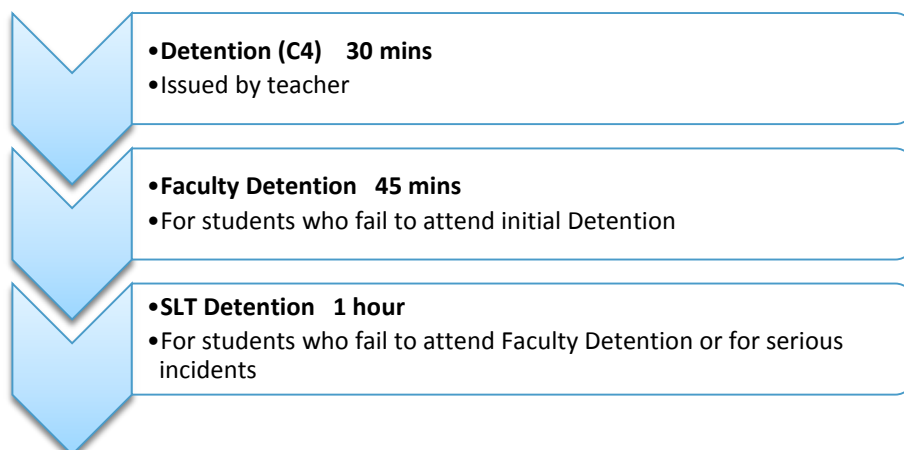 •Detention (C4)    30 mins
•Issued by teacher
•Faculty Detention   45 mins
•For students who fail to attend initial Detention
•SLT Detention   1 hour
•For students who fail to attend Faculty Detention or for serious
incidents